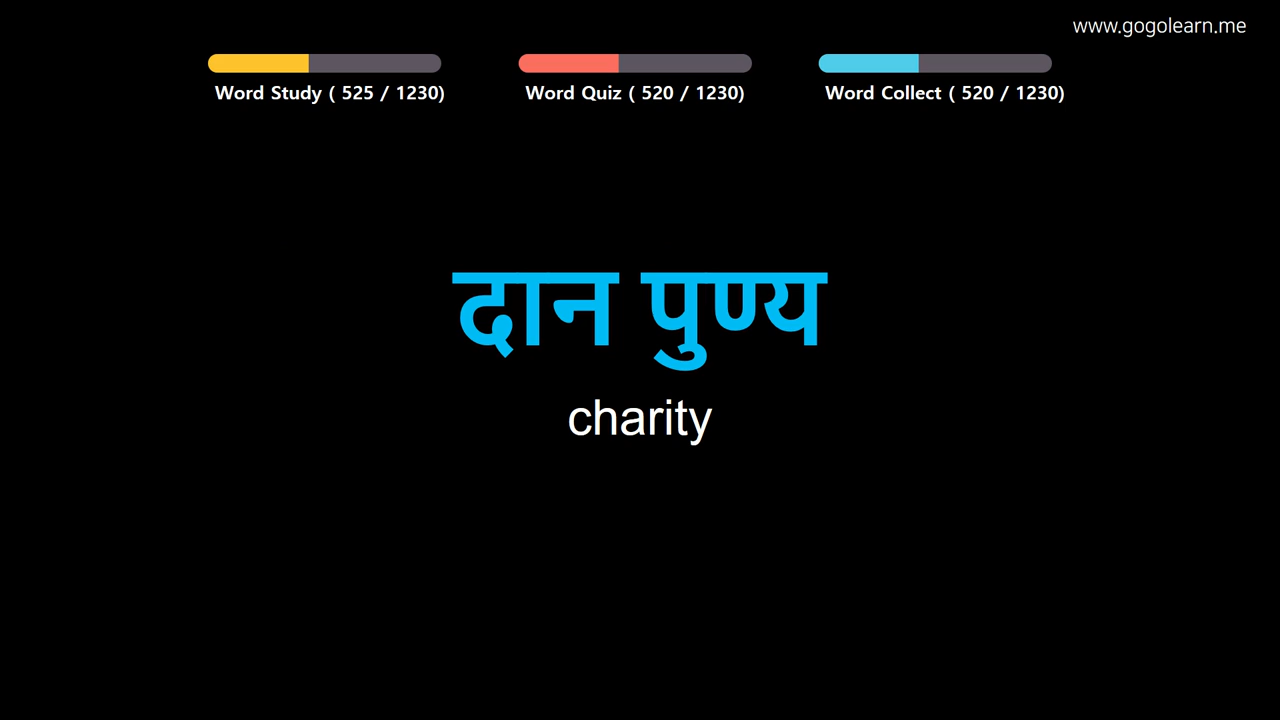 www.gogolearn.me
Word Study ( 525 / 1230)
Word Quiz ( 520 / 1230)
Word Collect ( 520 / 1230)
दान पुण्य
charity